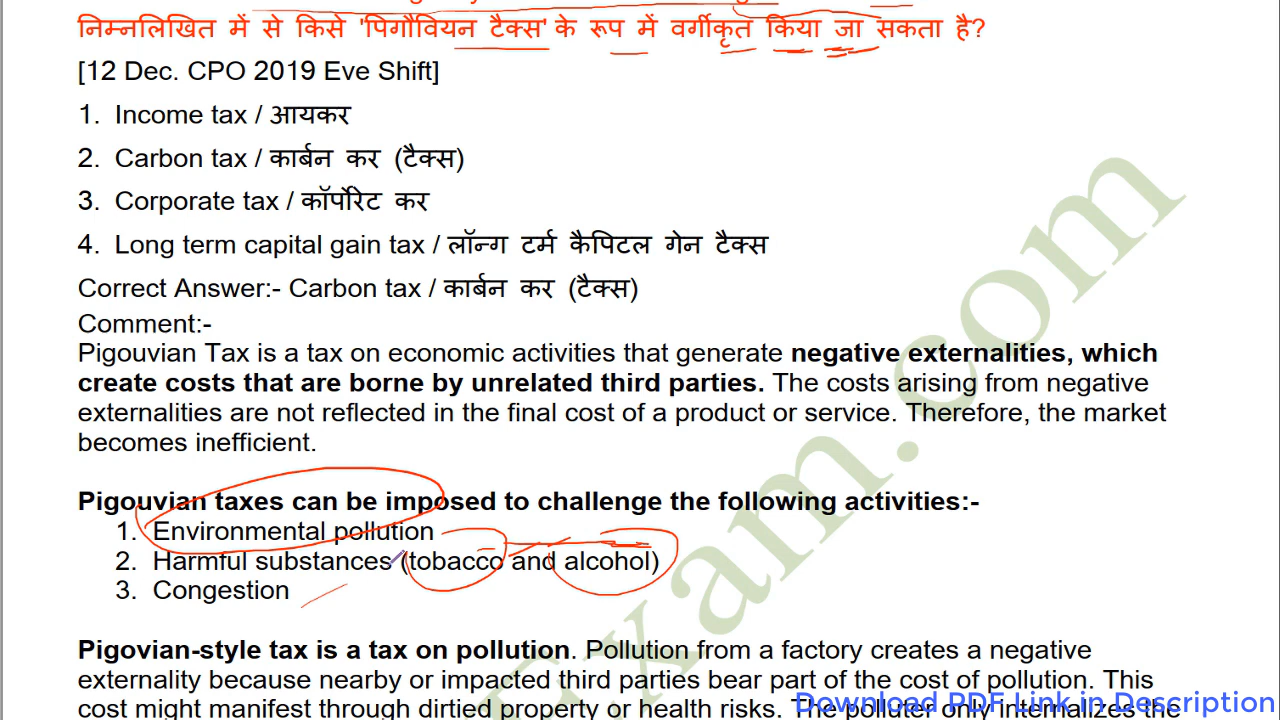 निम्नलिखित में से किसे 'पिगौवियन टैक्स' के रूप में वर्गीकृत किया जा सकता है?
[12 Dec. CPO 2019 Eve Shift]
1. Income tax / आयकर
2. Carbon tax / कार्बन कर (टैक्स)
3. Corporate tax / कॉर्पोरेट कर
4. Long term capital gain tax / लॉन्ग टर्म कैपिटल गेन टैक्स
Correct Answer:- Carbon tax / कार्बन कर (टैक्स)
Comment:-
Pigouvian Tax is a tax on economic activities that generate negative externalities, which
create costs that are borne by unrelated third parties. The costs arising from negative
externalities are not reflected in the final cost of a product or service. Therefore, the market
becomes inefficient.
Pigouvian taxes can be imposed to challenge the following activities:-
1. Environmental pollution
2. Harmful substances (tobacco and alcohol)
3. Congestion
Pigovian-style tax is a tax on pollution. Pollution from a factory creates a negative
externality because nearby or impacted third parties bear part of the cost of pollution. This
cost might manifest through dirtied property or health risks. The polluter only internalizes the
Download PDF Link in Description
Exam.com